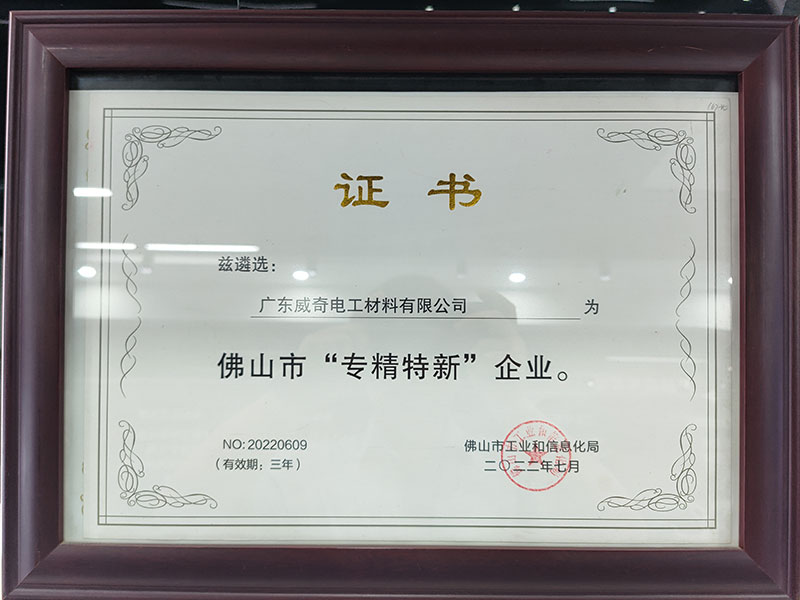 证书
兹遴选：
广东威奇电工材料有限公司 为
佛山市“专精特新”企业。
NO: 20220609
（有效期：三年）
佛山市工业和信息化局
二〇二二年七月